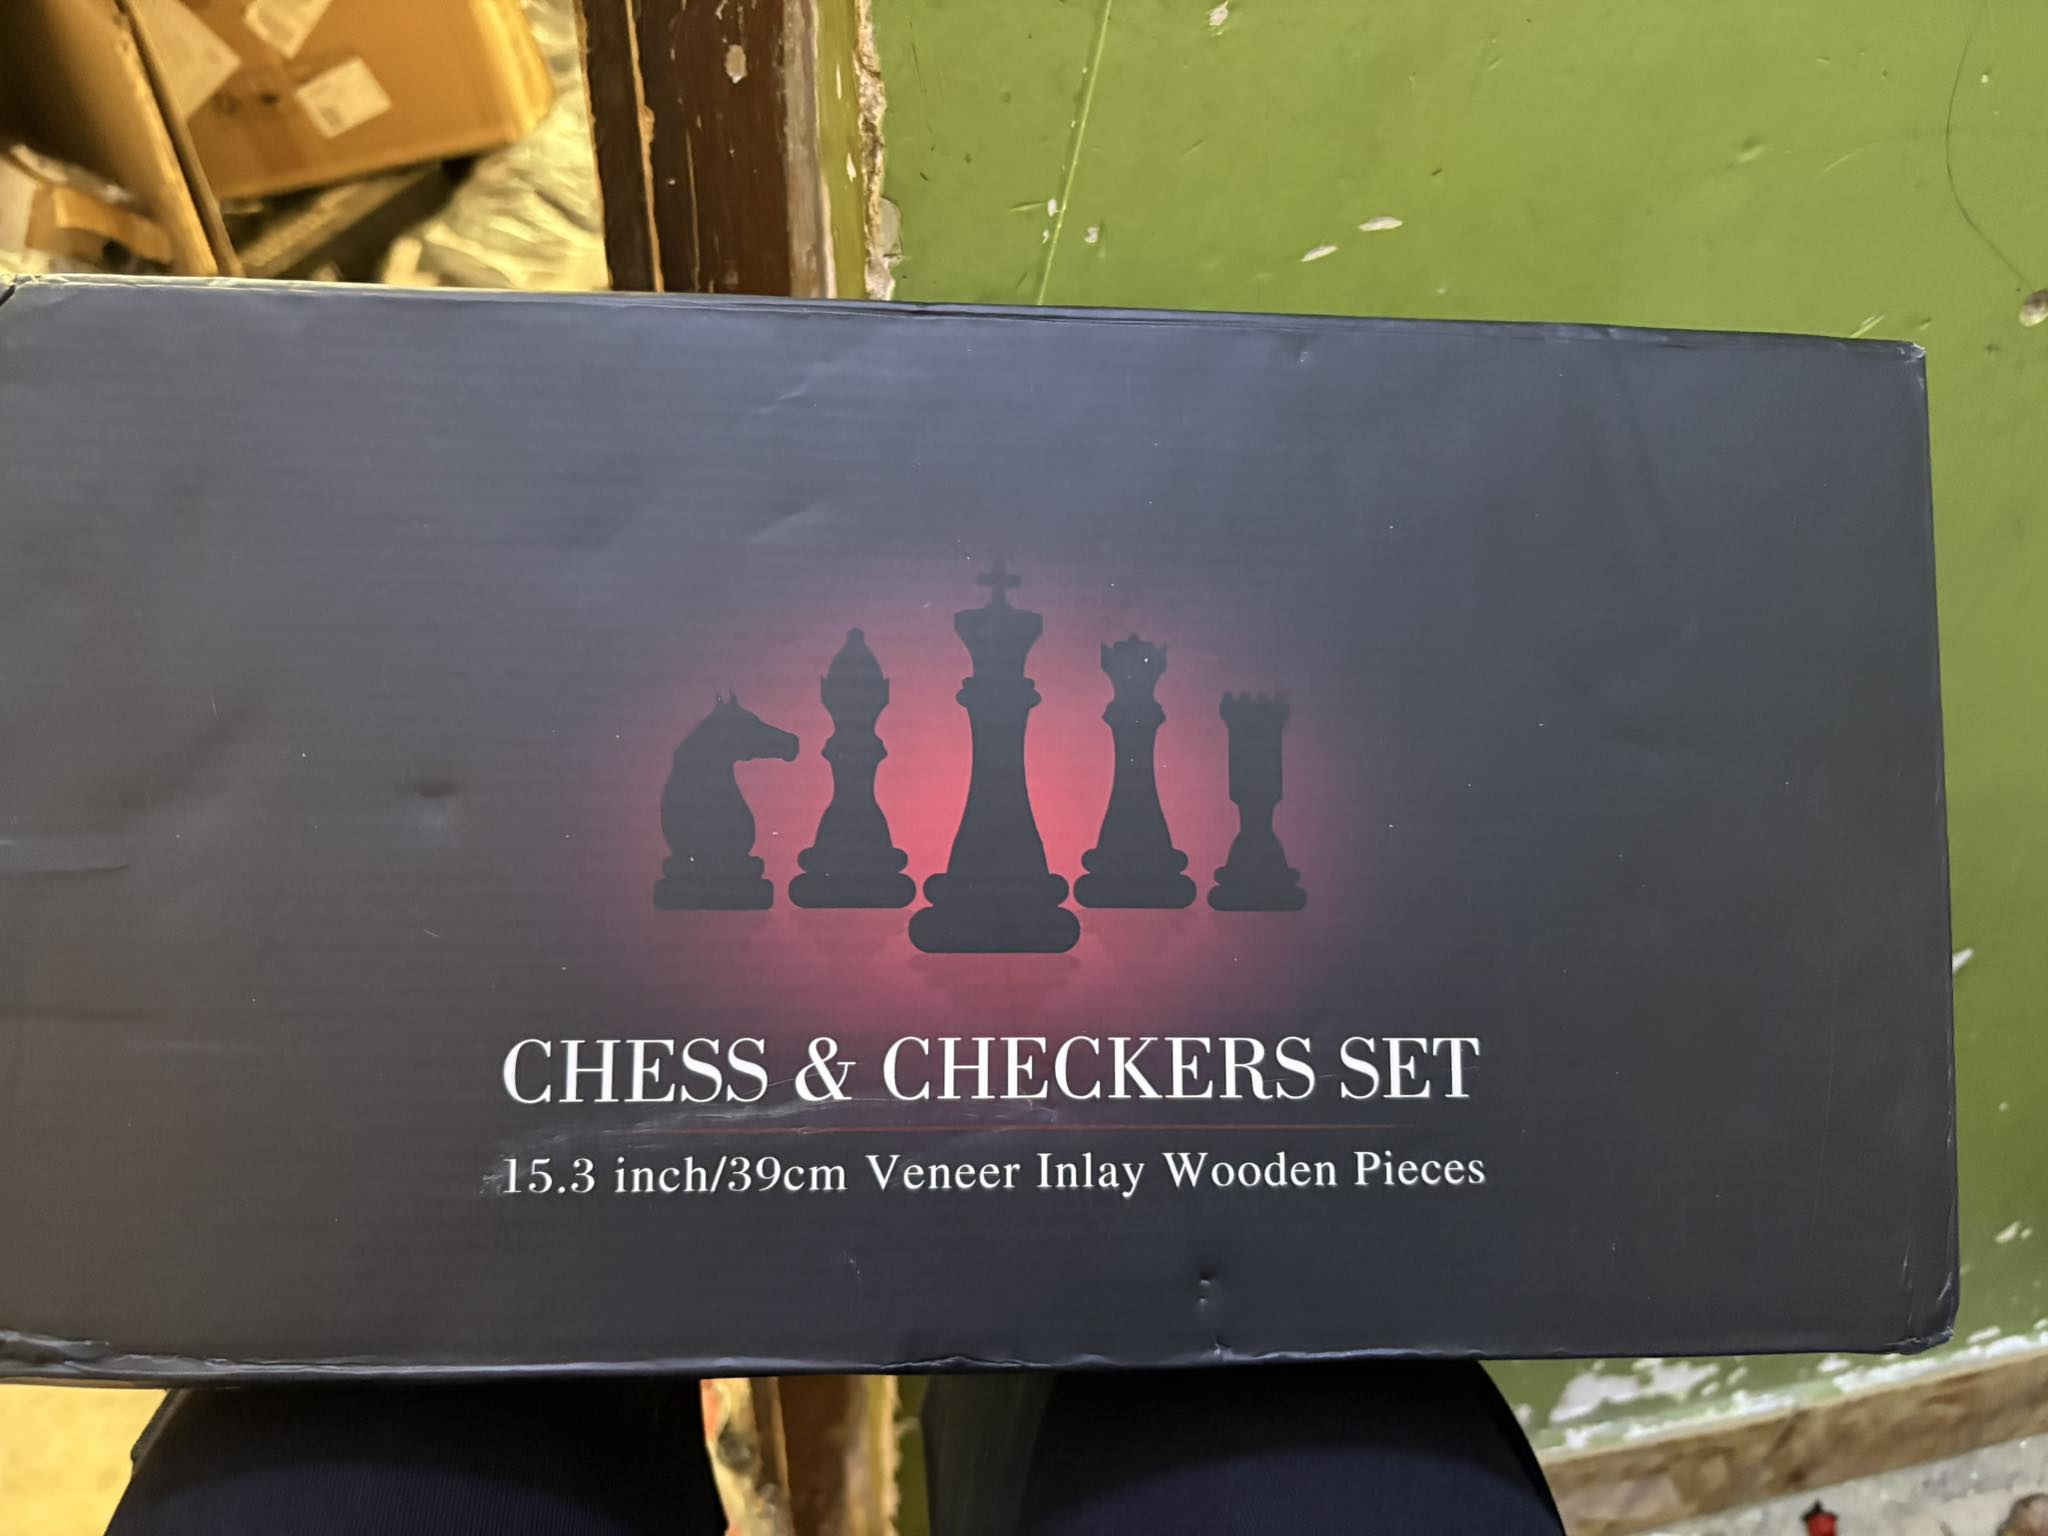 CHESS & CHECKERS SET
15.3 inch/39cm Veneer Inlay Wooden Pieces